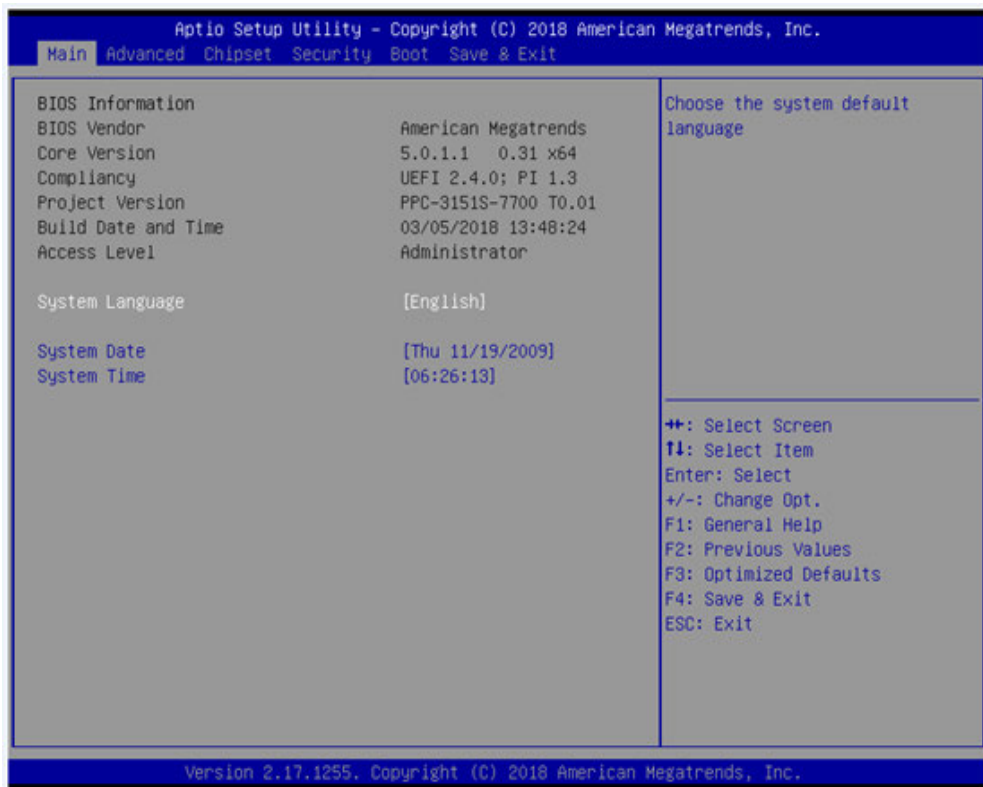 Aptio Setup Utility – Copyright (C) 2018 American Megatrends, Inc.
Main Advanced Chipset Security Boot Save & Exit
BIOS Information
BIOS Vendor American Megatrends
Core Version 5.0.1.1 0.31 x64
Compliancy UEFI 2.4.0; PI 1.3
Project Version PPC-3151S-7700 T0.01
Build Date and Time 03/05/2018 13:48:24
Access Level Administrator
System Language [English]
System Date [Thu 11/19/2009]
System Time [06:26:13]
Choose the system default
language
→←: Select Screen
↑↓: Select Item
Enter: Select
+/-: Change Opt.
F1: General Help
F2: Previous Values
F3: Optimized Defaults
F4: Save & Exit
ESC: Exit
Version 2.17.1255. Copyright (C) 2018 American Megatrends, Inc.